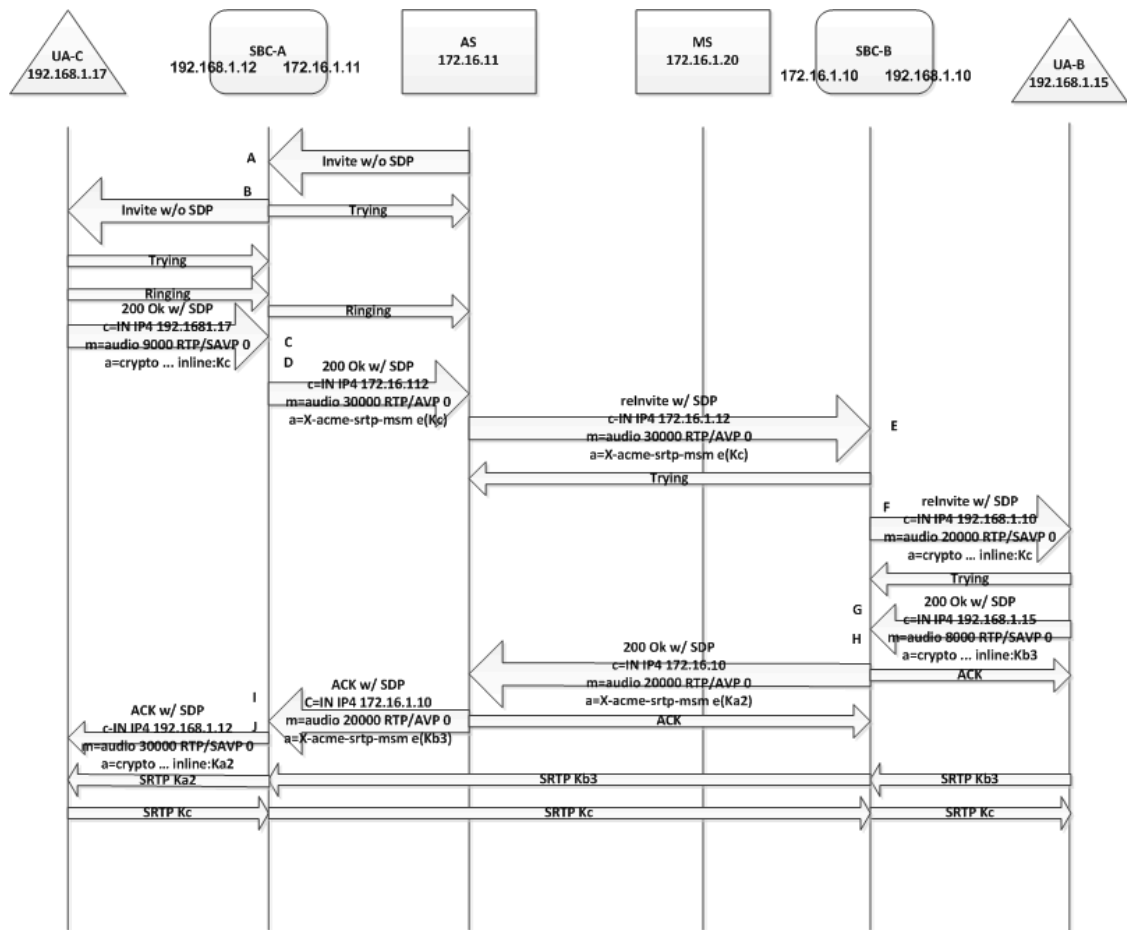 UA-C
192.168.1.17
SBC-A
192.168.1.12 172.16.1.11
AS
172.16.11
MS
172.16.1.20
SBC-B
172.16.1.10 192.168.1.10
UA-B
192.168.1.15
A
Invite w/o SDP
B
Invite w/o SDP
Trying
Trying
Ringing
Ringing
200 Ok w/ SDP
c=IN IP4 192.1681.17
m=audio 9000 RTP/SAVP 0
a=crypto ... inline:Kc
C
D
200 Ok w/ SDP
c=IN IP4 172.16.112
m=audio 30000 RTP/AVP 0
a=X-acme-srtp-msm e(Kc)
reInvite w/ SDP
c-IN IP4 172.16.1.12
m=audio 30000 RTP/AVP 0
a=X-acme-srtp-msm e(Kc)
E
Trying
F
reInvite w/ SDP
c=IN IP4 192.168.1.10
m=audio 20000 RTP/SAVP 0
a=crypto ... inline:Kc
Trying
G
H
200 Ok w/ SDP
c=IN IP4 192.168.1.15
m=audio 8000 RTP/SAVP 0
a=crypto ... inline:Kb3
ACK
200 Ok w/ SDP
c=IN IP4 172.16.10
m=audio 20000 RTP/AVP 0
a=X-acme-srtp-msm e(Ka2)
ACK
I
J
ACK w/ SDP
C=IN IP4 172.16.1.10
m=audio 20000 RTP/AVP 0
a=X-acme-srtp-msm e(Kb3)
ACK w/ SDP
c-IN IP4 192.168.1.12
m=audio 30000 RTP/SAVP 0
a=crypto ... inline:Ka2
SRTP Ka2
SRTP Kb3
SRTP Kb3
SRTP Kc
SRTP Kc
SRTP Kc